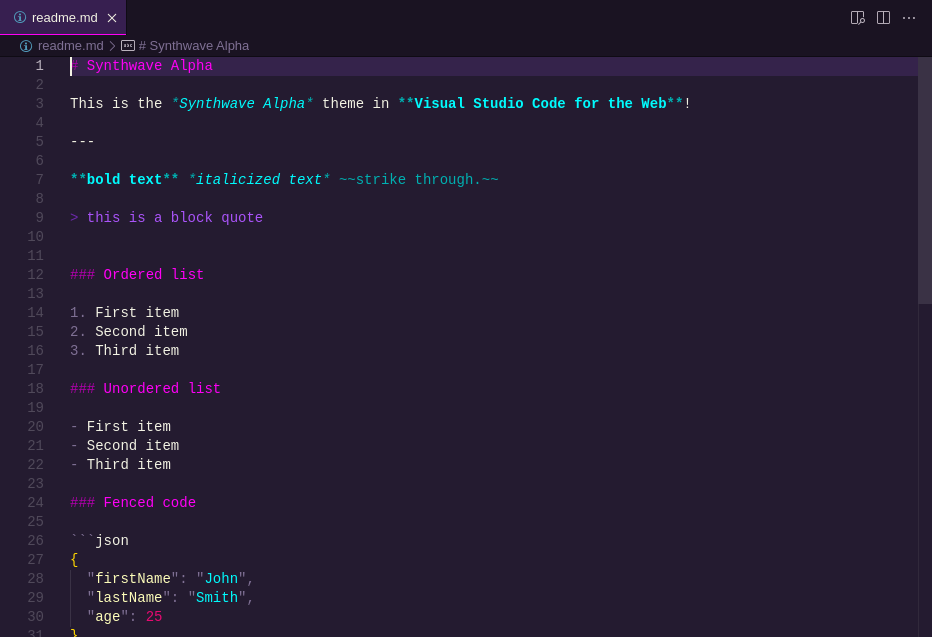 readme.md
readme.md > # Synthwave Alpha
1 # Synthwave Alpha
2
3 This is the *Synthwave Alpha* theme in **Visual Studio Code for the Web**!
4
5 ---
6
7 **bold text** *italicized text* ~~strike through.~~
8
9 > this is a block quote
10
11
12 ### Ordered list
13
14 1. First item
15 2. Second item
16 3. Third item
17
18 ### Unordered list
19
20 - First item
21 - Second item
22 - Third item
23
24 ### Fenced code
25
26 ```json
27 {
28   "firstName": "John",
29   "lastName": "Smith",
30   "age": 25
31 }